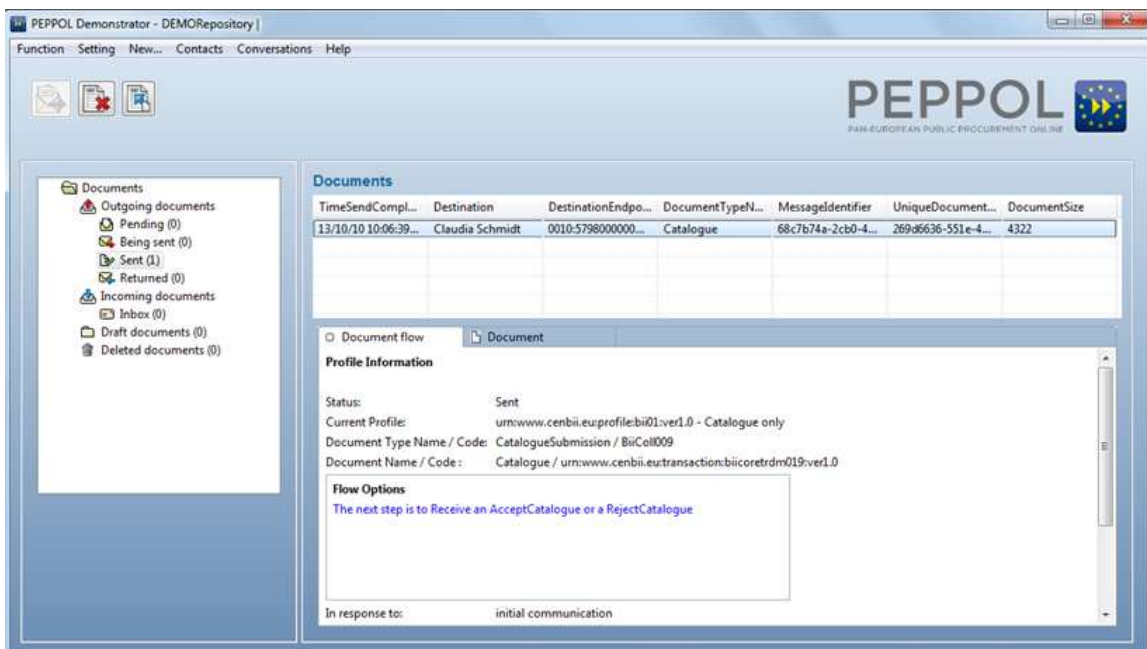 PEPPOL Demonstrator - DEMORepository |
Function Setting New... Contacts Conversations Help
PEPPOL
PAN-EUROPEAN PUBLIC PROCUREMENT ONLINE
Documents
Outgoing documents
Pending (0)
Being sent (0)
Sent (1)
Returned (0)
Incoming documents
Inbox (0)
Draft documents (0)
Deleted documents (0)
Documents
TimeSendCompl... Destination DestinationEndpo... DocumentTypeN... MessageIdentifier UniqueDocument... DocumentSize
13/10/10 10:06:39... Claudia Schmidt 0010:5798000000... Catalogue 68c7b74a-2cb0-4... 269d6636-551e-4... 4322
Document flow Document
Profile Information
Status: Sent
Current Profile: urn:www.cenbii.eu:profile:bii01:ver1.0 - Catalogue only
Document Type Name / Code: CatalogueSubmission / BiiColl009
Document Name / Code : Catalogue / urn:www.cenbii.eu:transaction:biicoretrdm019:ver1.0
Flow Options
The next step is to Receive an AcceptCatalogue or a RejectCatalogue
In response to: initial communication